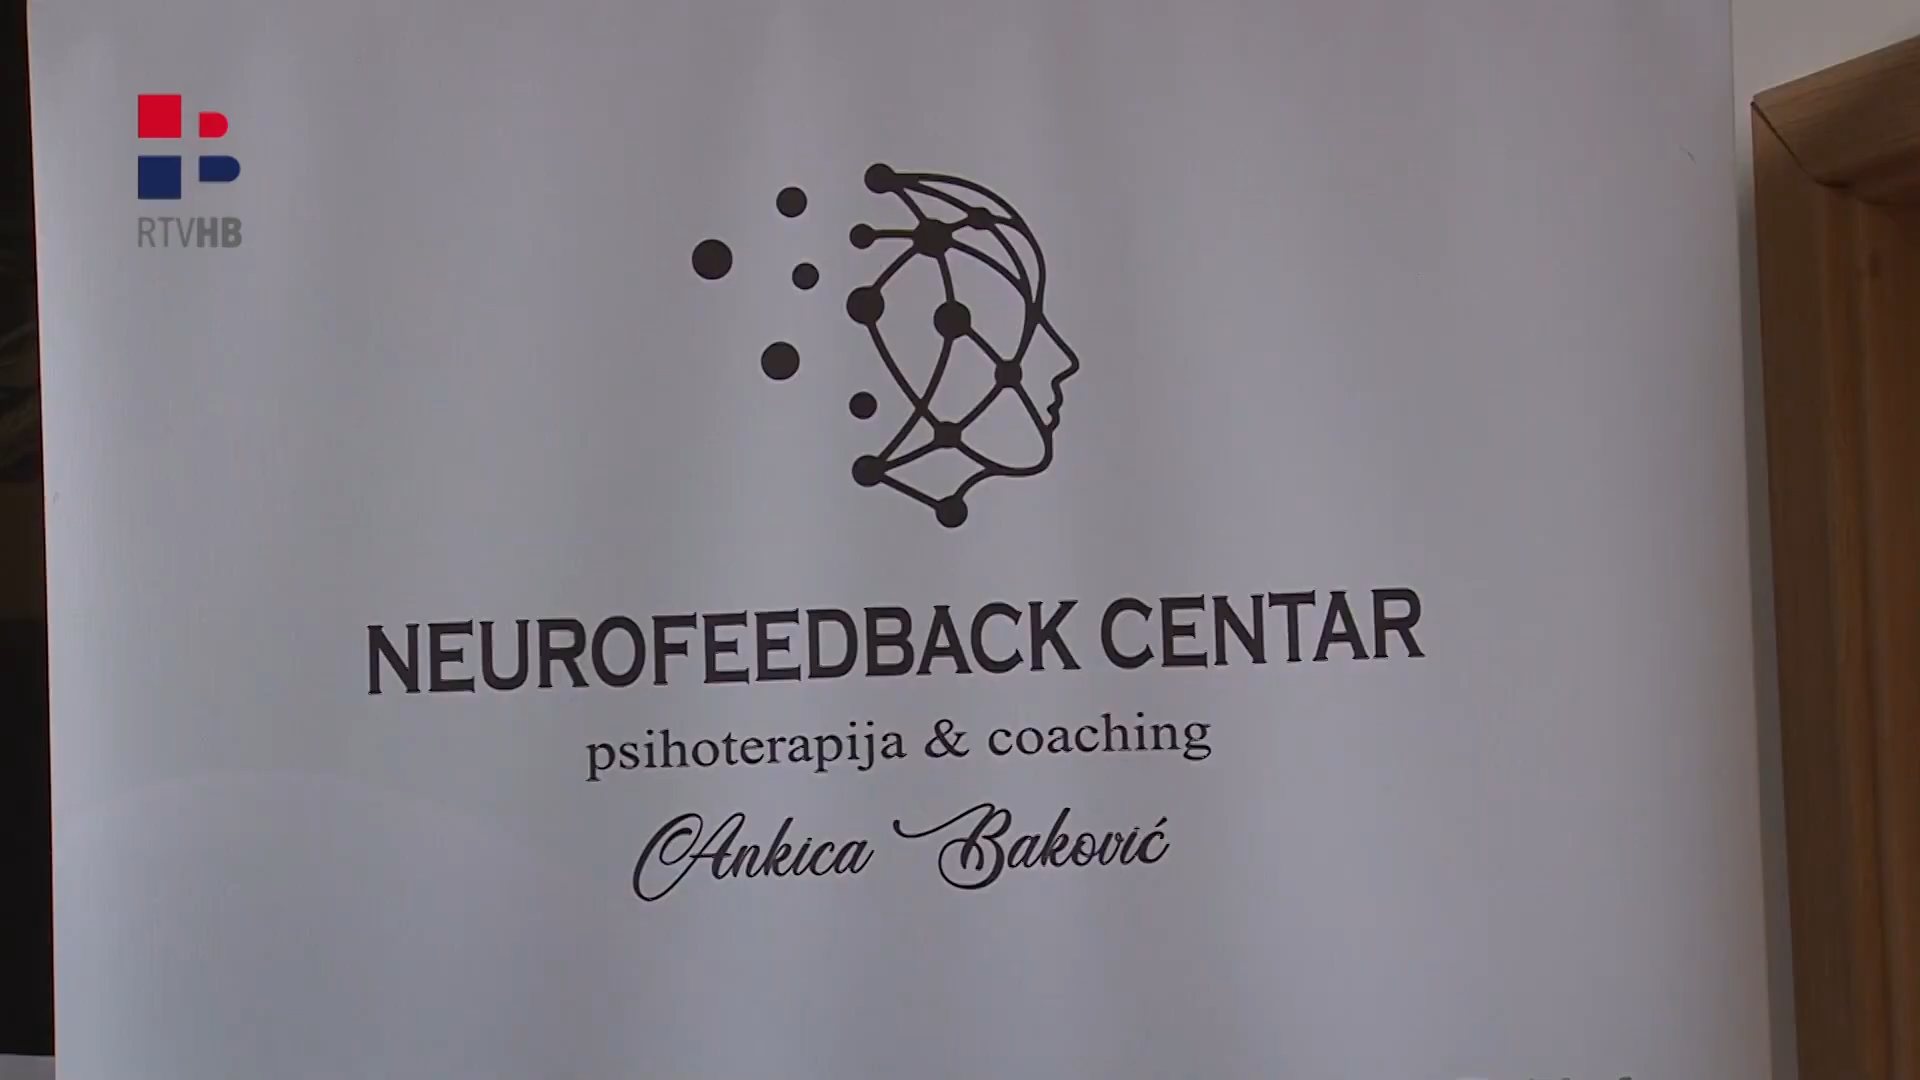 RTVHB
NEUROFEEDBACK CENTAR
psihoterapija & coaching
Ankica Baković